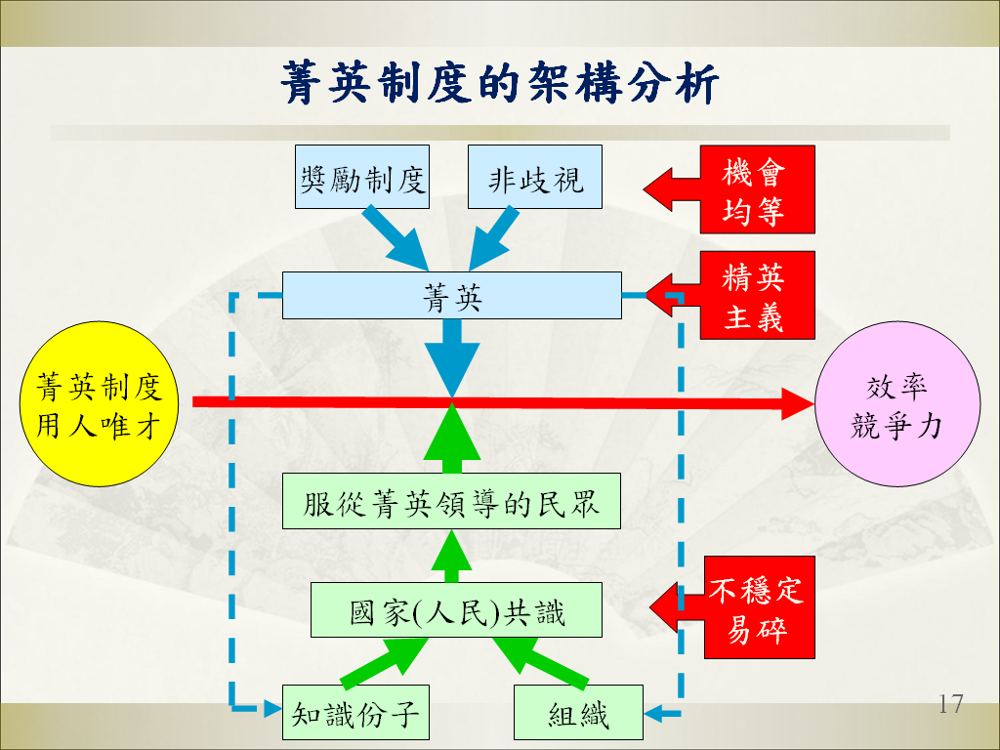 菁英制度的架構分析
獎勵制度
非歧視
機會
均等
菁英
精英
主義
菁英制度
用人唯才
效率
競爭力
服從菁英領導的民眾
國家(人民)共識
不穩定
易碎
知識份子
組織
17